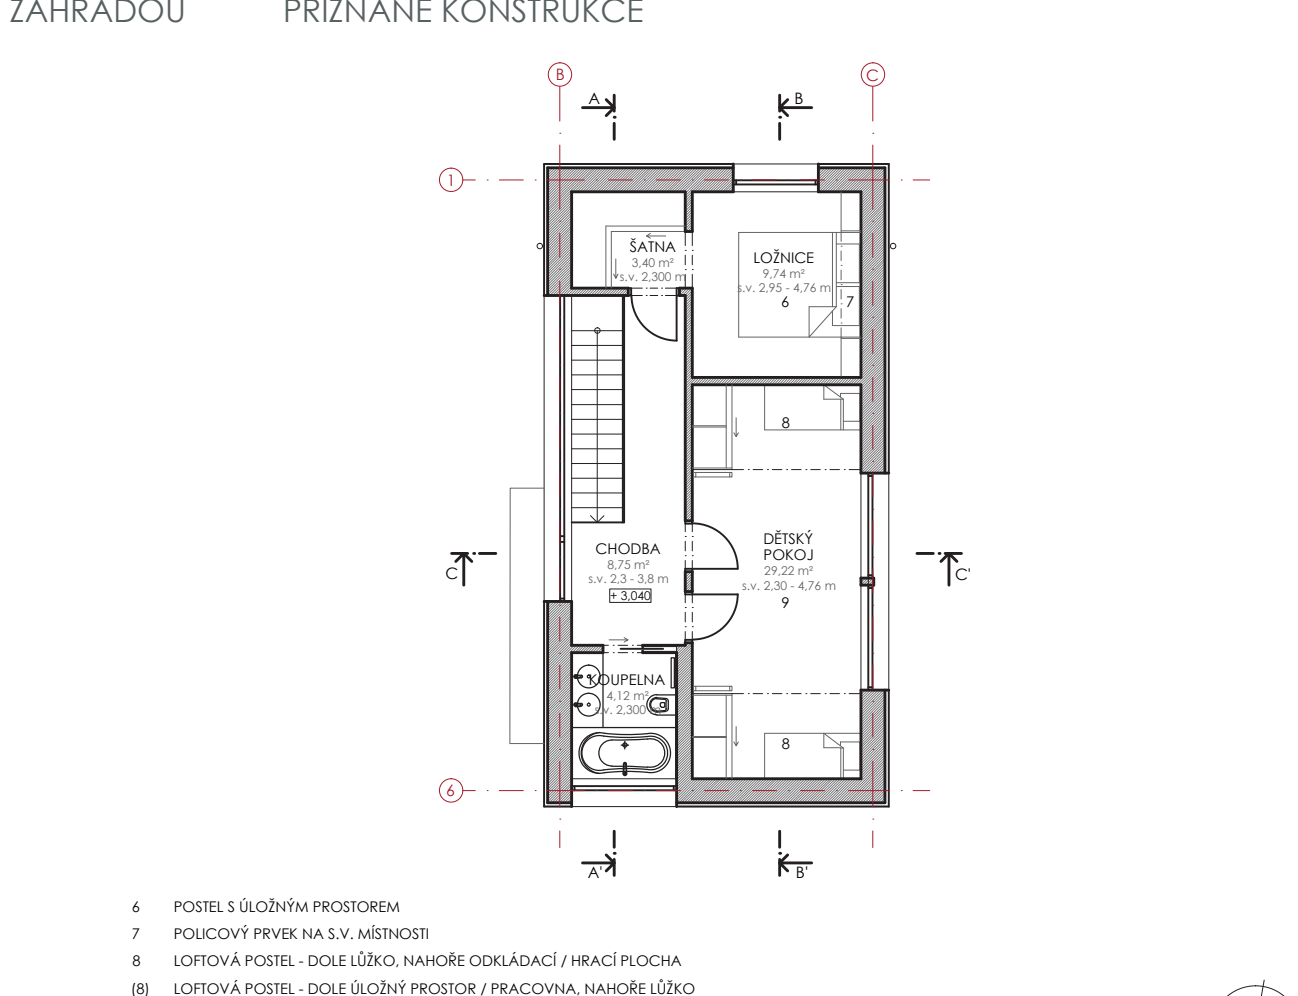 ZAHRADOU PŘIZNANÉ KONSTRUKCE
B C
A B
1
ŠATNA
3,40 m²
s.v. 2,300 m
LOŽNICE
9,74 m²
s.v. 2,95 - 4,76 m
6 7
8
CHODBA
8,75 m²
s.v. 2,3 - 3,8 m
+ 3,040
DĚTSKÝ
POKOJ
29,22 m²
s.v. 2,30 - 4,76 m
9
C C'
KOUPELNA
4,12 m²
s.v. 2,300
8
6
A' B'
6 POSTEL S ÚLOŽNÝM PROSTOREM
7 POLICOVÝ PRVEK NA S.V. MÍSTNOSTI
8 LOFTOVÁ POSTEL - DOLE LŮŽKO, NAHOŘE ODKLÁDACÍ / HRACÍ PLOCHA
(8) LOFTOVÁ POSTEL - DOLE ÚLOŽNÝ PROSTOR / PRACOVNA, NAHOŘE LŮŽKO